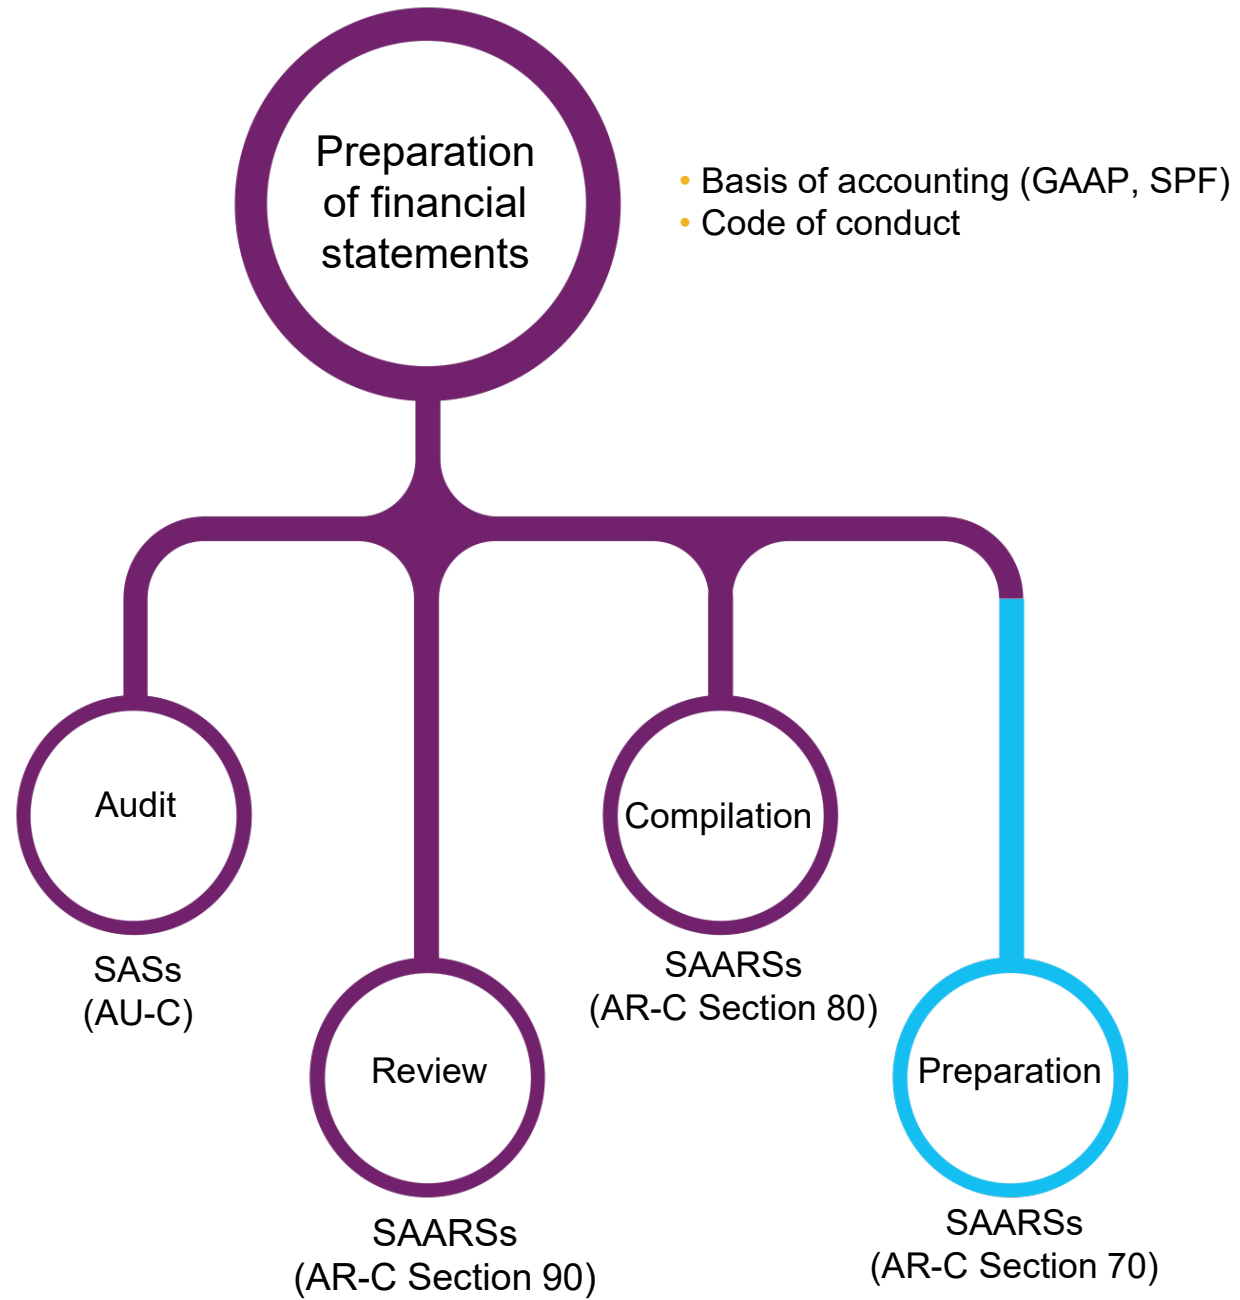 Preparation
of financial
statements
• Basis of accounting (GAAP, SPF)
• Code of conduct
Audit
SASs
(AU-C)
Review
SAARSs
(AR-C Section 90)
Compilation
SAARSs
(AR-C Section 80)
Preparation
SAARSs
(AR-C Section 70)